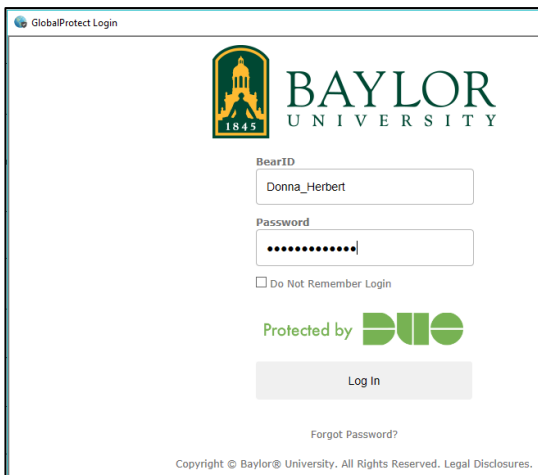 GlobalProtect Login
1845
BAYLOR
UNIVERSITY
BearID
Donna_Herbert
Password
•••••••••••••
Do Not Remember Login
Protected by DUO
Log In
Forgot Password?
Copyright © Baylor® University. All Rights Reserved. Legal Disclosures.